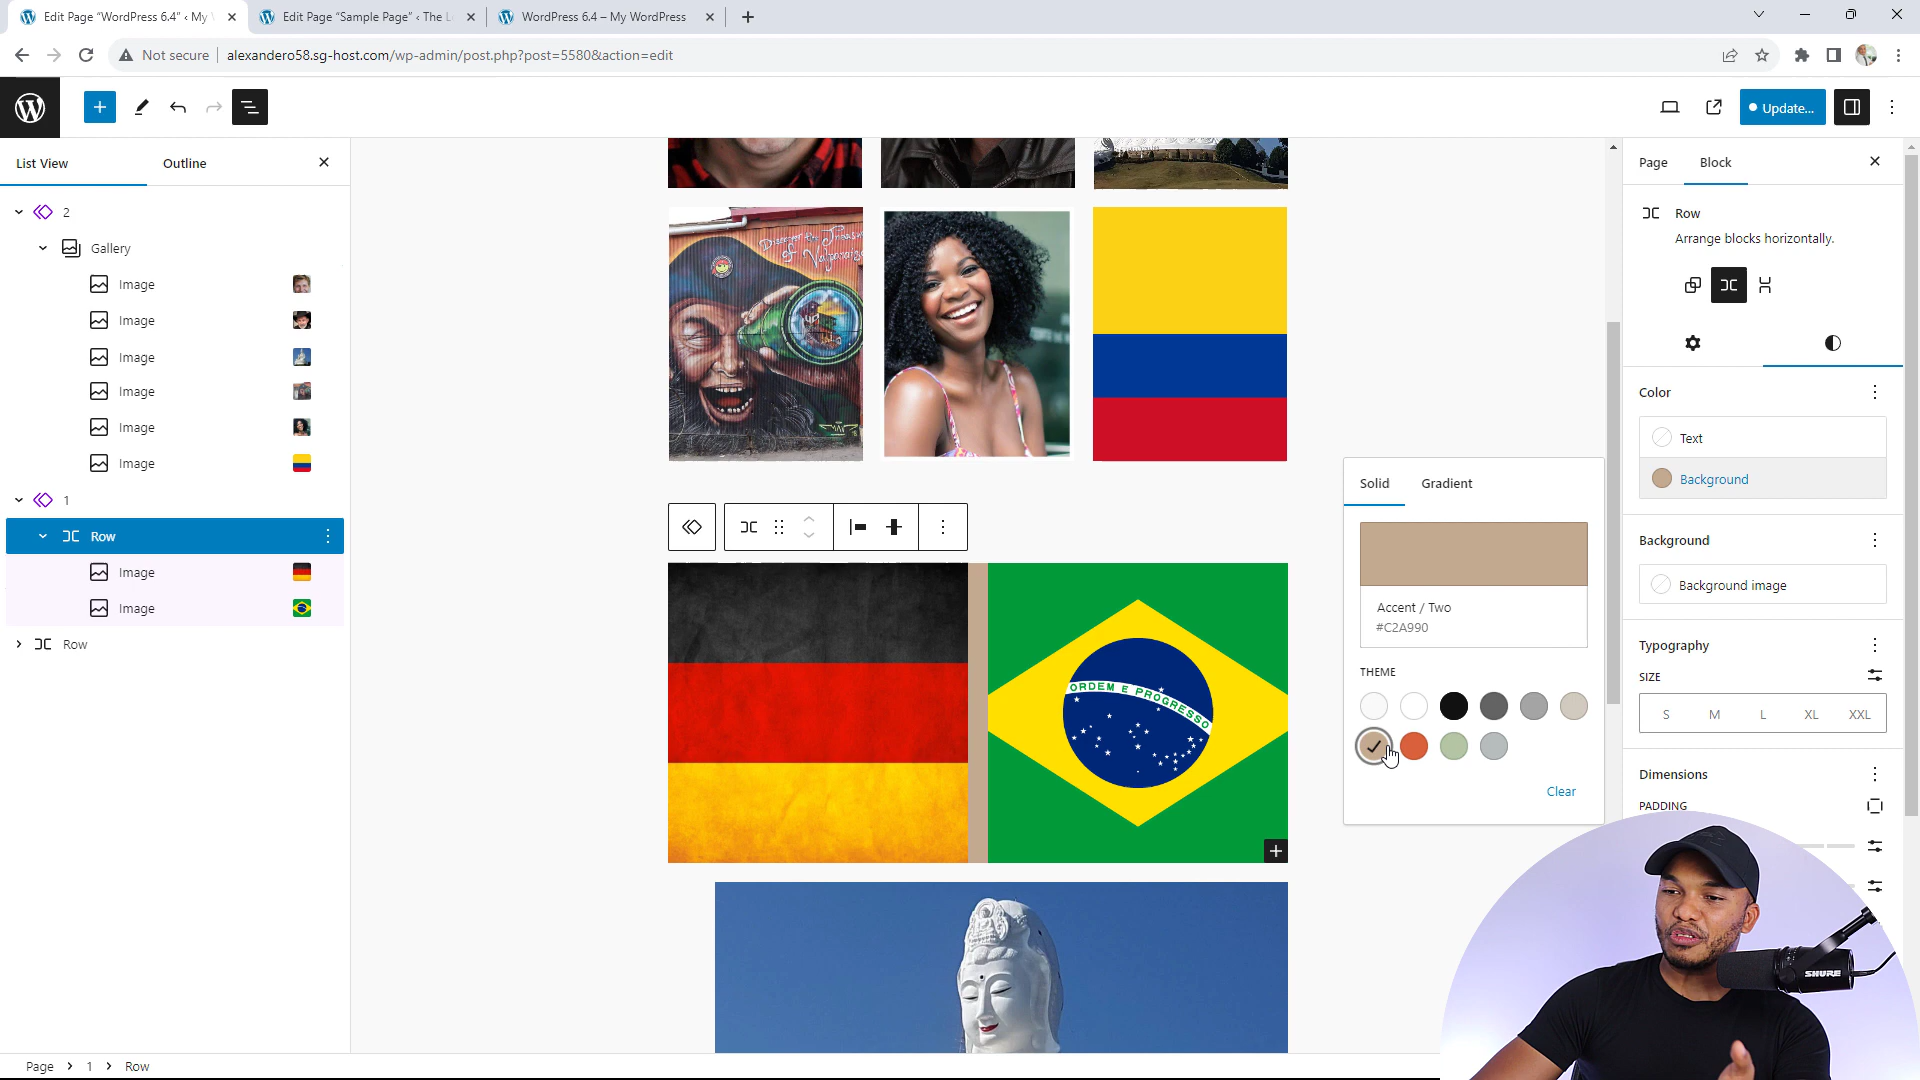 Edit Page “WordPress 6.4” ‹ My
Edit Page “Sample Page” ‹ The L
WordPress 6.4 – My WordPress
Not secure
alexandero58.sg-host.com/wp-admin/post.php?post=5580&action=edit
Update...
List View
Outline
2
Gallery
Image
Image
Image
Image
Image
Image
1
Row
Image
Image
Row
Page
Block
Row
Arrange blocks horizontally.
Color
Text
Background
Background
Background image
Typography
SIZE
S M L XL XXL
Dimensions
PADDING
Solid
Gradient
Accent / Two
#C2A990
THEME
Clear
of Valparaiso
ORDEM E PROGRESSO
SHURE
Page > 1 > Row